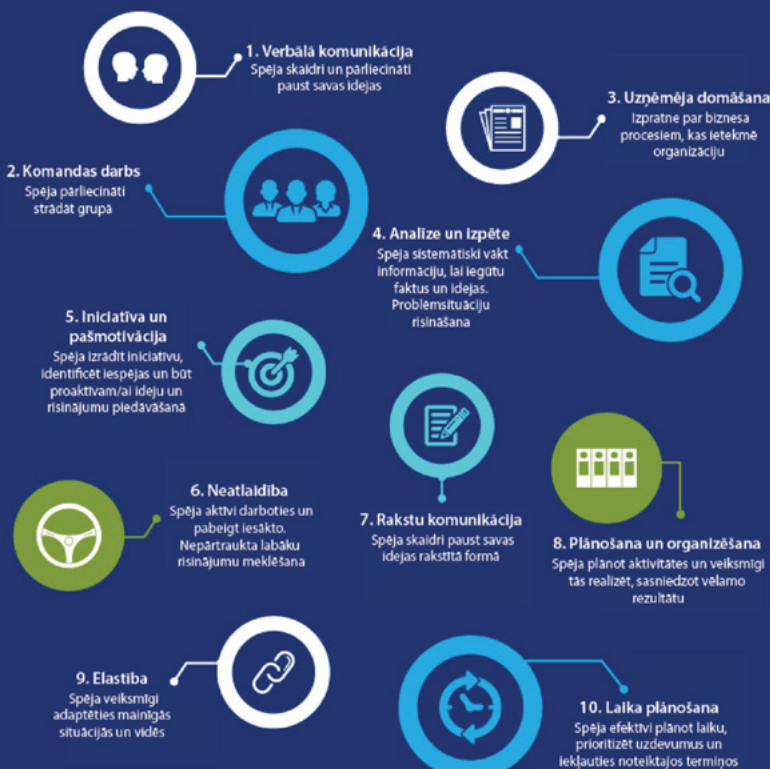 1. Verbālā komunikācija
Spēja skaidri un pārliecināti
paust savas idejas
2. Komandas darbs
Spēja pārliecināti
strādāt grupā
3. Uzņēmēja domāšana
Izpratne par biznesa
procesiem, kas ietekmē
organizāciju
4. Analīze un izpēte
Spēja sistemātiski vākt
informāciju, lai iegūtu
faktus un idejas.
Problēmsituāciju
risināšana
5. Iniciatīva un
pašmotivācija
Spēja izrādīt iniciatīvu,
identificēt iespējas un būt
proaktīvam/ai ideju un
risinājumu piedāvāšanā
6. Neatlaidība
Spēja aktīvi darboties un
pabeigt iesākto.
Nepārtraukta labāku
risinājumu meklēšana
7. Rakstu komunikācija
Spēja skaidri paust savas
idejas rakstītā formā
8. Plānošana un organizēšana
Spēja plānot aktivitātes un veiksmīgi
tās realizēt, sasniedzot vēlamo
rezultātu
9. Elastība
Spēja veiksmīgi
adaptēties mainīgās
situācijās un vidēs
10. Laika plānošana
Spēja efektīvi plānot laiku,
prioritizēt uzdevumus un
iekļauties noteiktajos termiņos